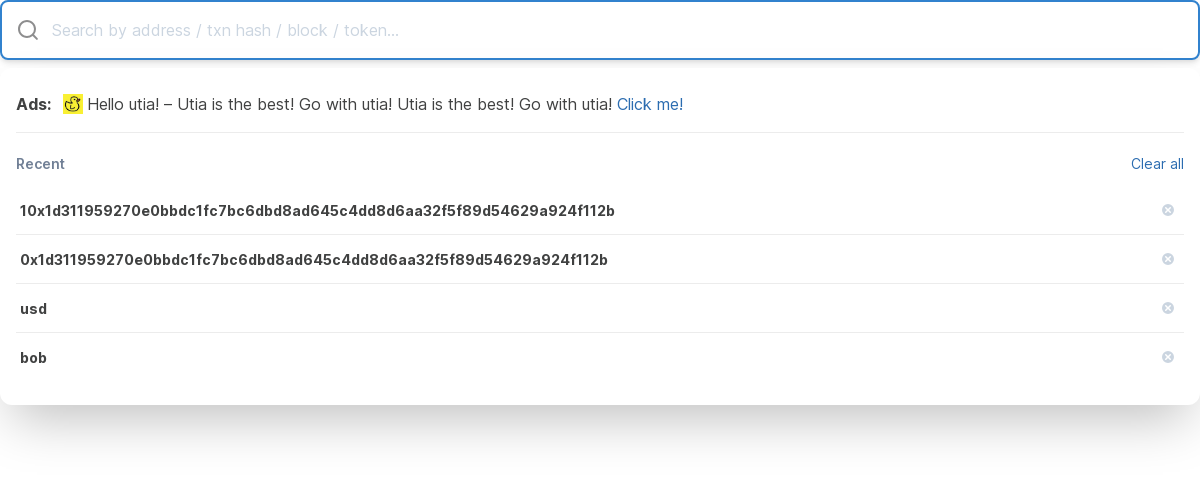 Search by address / txn hash / block / token...
Ads: Hello utia! – Utia is the best! Go with utia! Utia is the best! Go with utia! Click me!
Recent Clear all
10x1d311959270e0bbdc1fc7bc6dbd8ad645c4dd8d6aa32f5f89d54629a924f112b
0x1d311959270e0bbdc1fc7bc6dbd8ad645c4dd8d6aa32f5f89d54629a924f112b
usd
bob